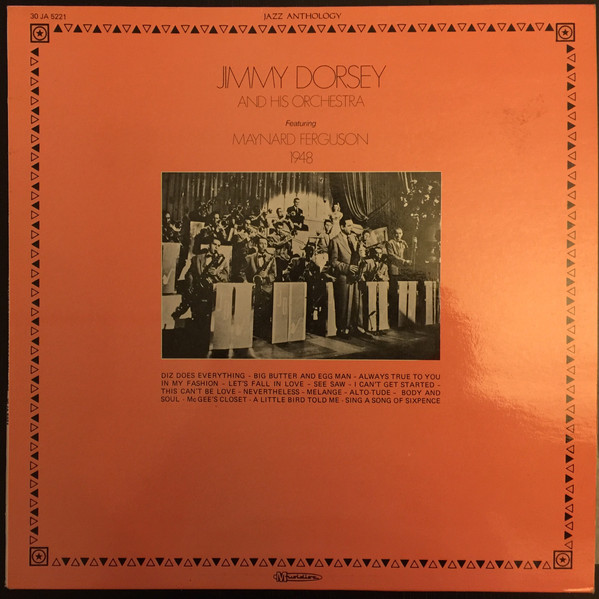 30 JA 5221
JAZZ ANTHOLOGY
JIMMY DORSEY
AND HIS ORCHESTRA
Featuring
MAYNARD FERGUSON
1948
DIZ DOES EVERYTHING - BIG BUTTER AND EGG MAN - ALWAYS TRUE TO YOU
IN MY FASHION - LET'S FALL IN LOVE - SEE SAW - I CAN'T GET STARTED -
THIS CAN'T BE LOVE - NEVERTHELESS - MELANGE - ALTO-TUDE - BODY AND
SOUL - Mc GEE'S CLOSET - A LITTLE BIRD TOLD ME - SING A SONG OF SIXPENCE
Musidisc